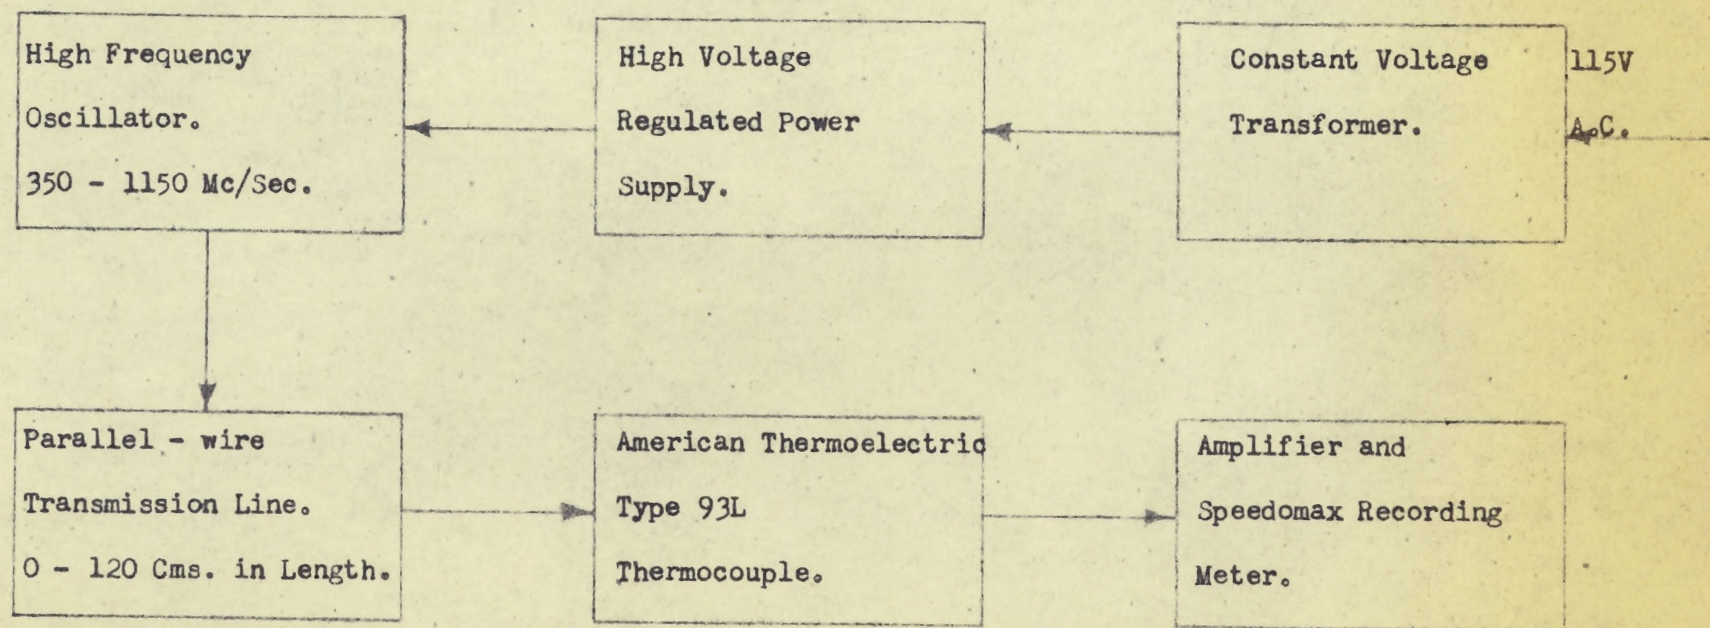 High Frequency
Oscillator.
350 - 1150 Mc/Sec.
High Voltage
Regulated Power
Supply.
Constant Voltage
Transformer.
115V
A.C.
Parallel - wire
Transmission Line.
0 - 120 Cms. in Length.
American Thermoelectric
Type 93L
Thermocouple.
Amplifier and
Speedomax Recording
Meter.